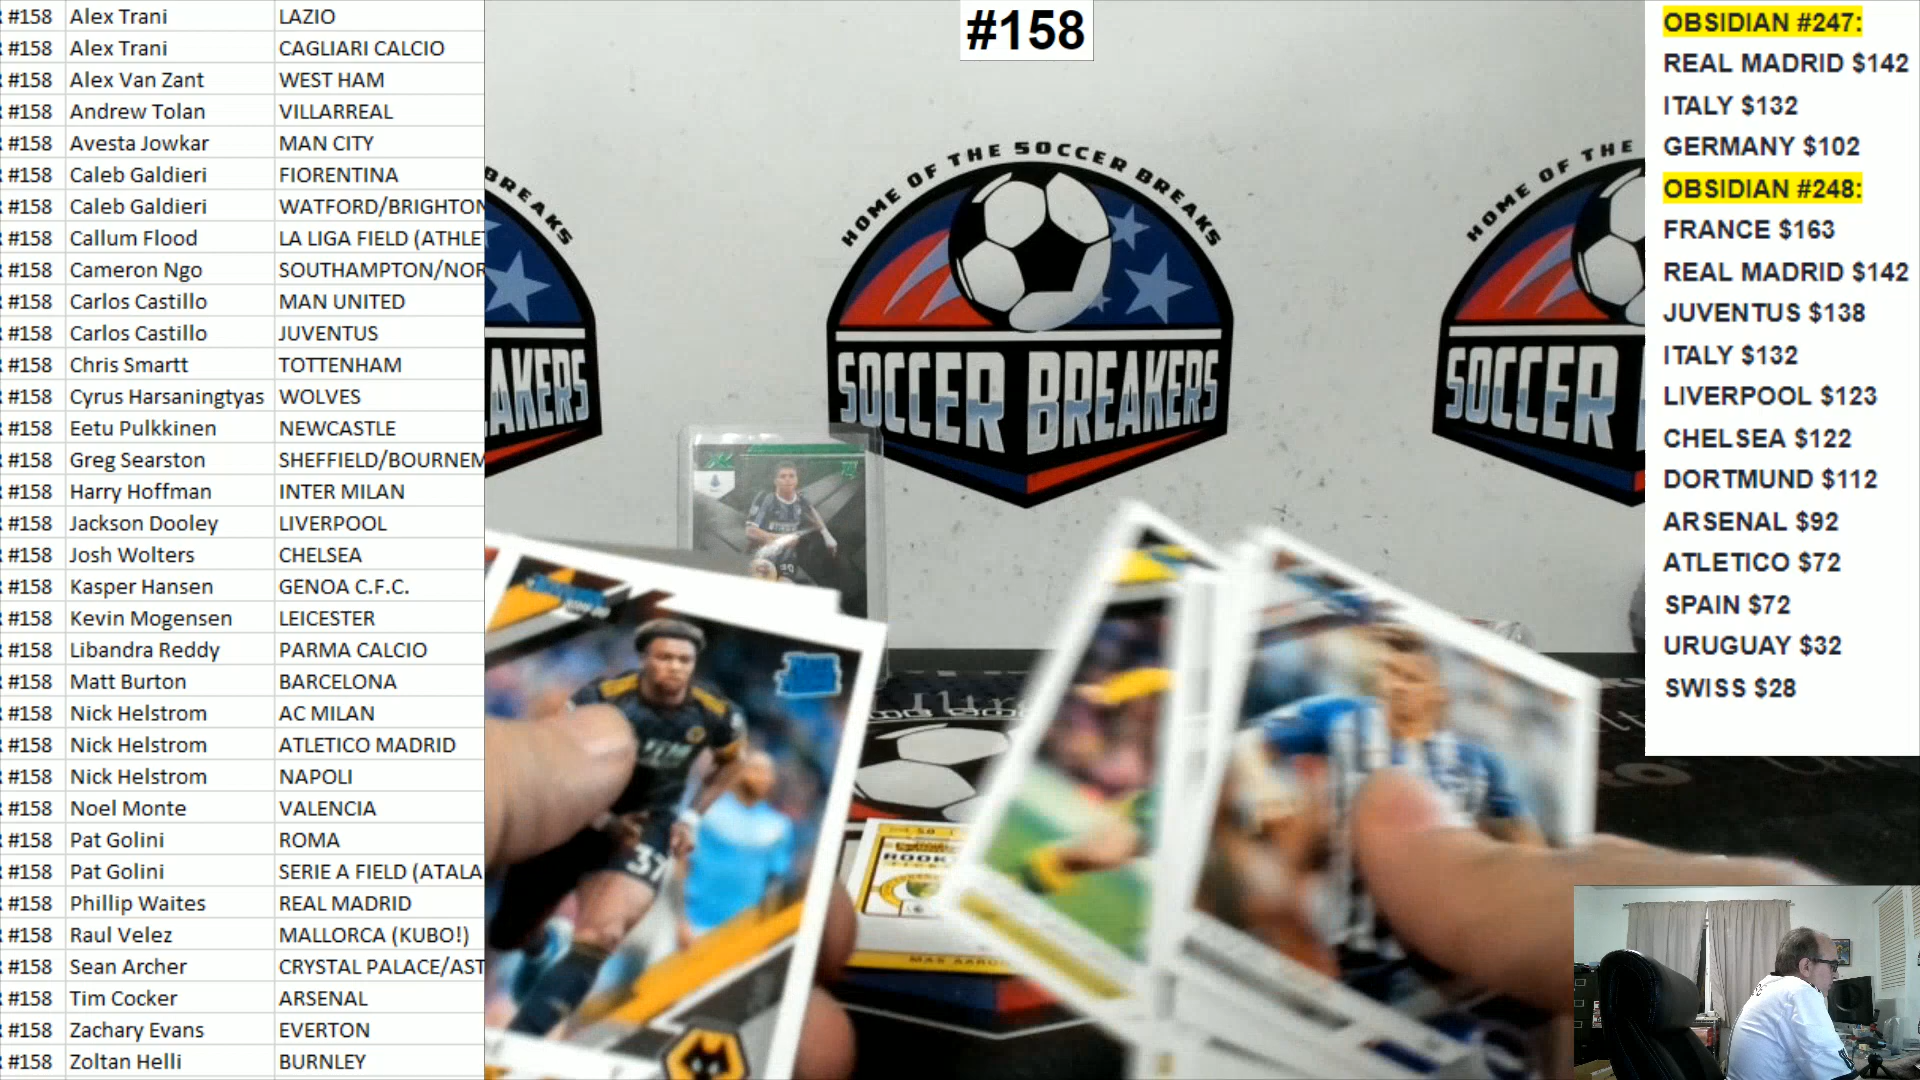 #158 Alex Trani LAZIO
#158 Alex Trani CAGLIARI CALCIO
#158 Alex Van Zant WEST HAM
#158 Andrew Tolan VILLARREAL
#158 Avesta Jowkar MAN CITY
#158 Caleb Galdieri FIORENTINA
#158 Caleb Galdieri WATFORD/BRIGHTON
#158 Callum Flood LA LIGA FIELD (ATHLET
#158 Cameron Ngo SOUTHAMPTON/NOR
#158 Carlos Castillo MAN UNITED
#158 Carlos Castillo JUVENTUS
#158 Chris Smartt TOTTENHAM
#158 Cyrus Harsaningtyas WOLVES
#158 Eetu Pulkkinen NEWCASTLE
#158 Greg Searston SHEFFIELD/BOURNEM
#158 Harry Hoffman INTER MILAN
#158 Jackson Dooley LIVERPOOL
#158 Josh Wolters CHELSEA
#158 Kasper Hansen GENOA C.F.C.
#158 Kevin Mogensen LEICESTER
#158 Libandra Reddy PARMA CALCIO
#158 Matt Burton BARCELONA
#158 Nick Helstrom AC MILAN
#158 Nick Helstrom ATLETICO MADRID
#158 Nick Helstrom NAPOLI
#158 Noel Monte VALENCIA
#158 Pat Golini ROMA
#158 Pat Golini SERIE A FIELD (ATALA
#158 Phillip Waites REAL MADRID
#158 Raul Velez MALLORCA (KUBO!)
#158 Sean Archer CRYSTAL PALACE/AST
#158 Tim Cocker ARSENAL
#158 Zachary Evans EVERTON
#158 Zoltan Helli BURNLEY
#158
BREAKS
AKERS
HOME OF THE SOCCER BREAKS
SOCCER BREAKERS
HOME OF THE
SOCCER
37
OBSIDIAN #247:
REAL MADRID $142
ITALY $132
GERMANY $102
OBSIDIAN #248:
FRANCE $163
REAL MADRID $142
JUVENTUS $138
ITALY $132
LIVERPOOL $123
CHELSEA $122
DORTMUND $112
ARSENAL $92
ATLETICO $72
SPAIN $72
URUGUAY $32
SWISS $28